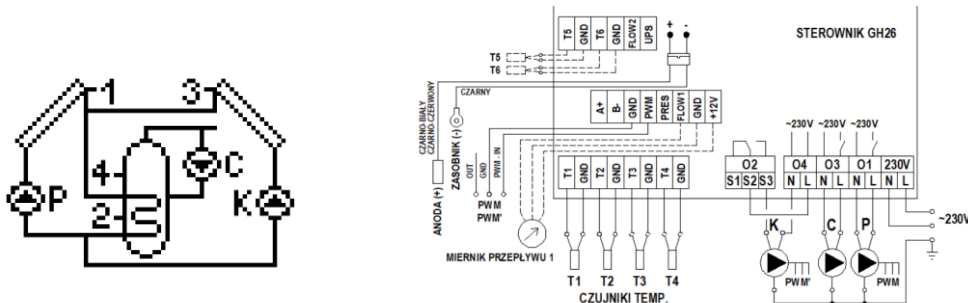 1 3
4 C
P K
2
T5 GND T6 GND FLOW2 UPS
+ -
STEROWNIK GH26
T5
T6
CZARNO-BIAŁY
CZARNO-CZERWONY
CZARNY
ANODA (+)
ZASOBNIK (-)
A+ B- GND PWM PRES FLOW1 +12V
OUT
GND
PWM - IN
PWM
PWM'
MIERNIK PRZEPŁYWU 1
T1 GND T2 GND T3 GND T4 GND
T1 T2 T3 T4
CZUJNIKI TEMP.
~230V ~230V ~230V
O2 O4 O3 O1 230V
S1 S2 S3 N L N L N L N L
~230V
K C P
PWM' PWM